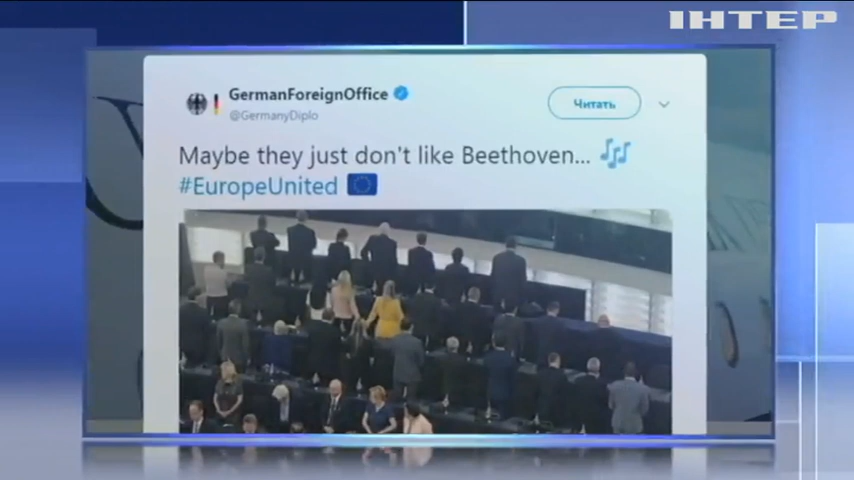 ІНТЕР
GermanForeignOffice
@GermanyDiplo
Читать
Maybe they just don't like Beethoven...
#EuropeUnited